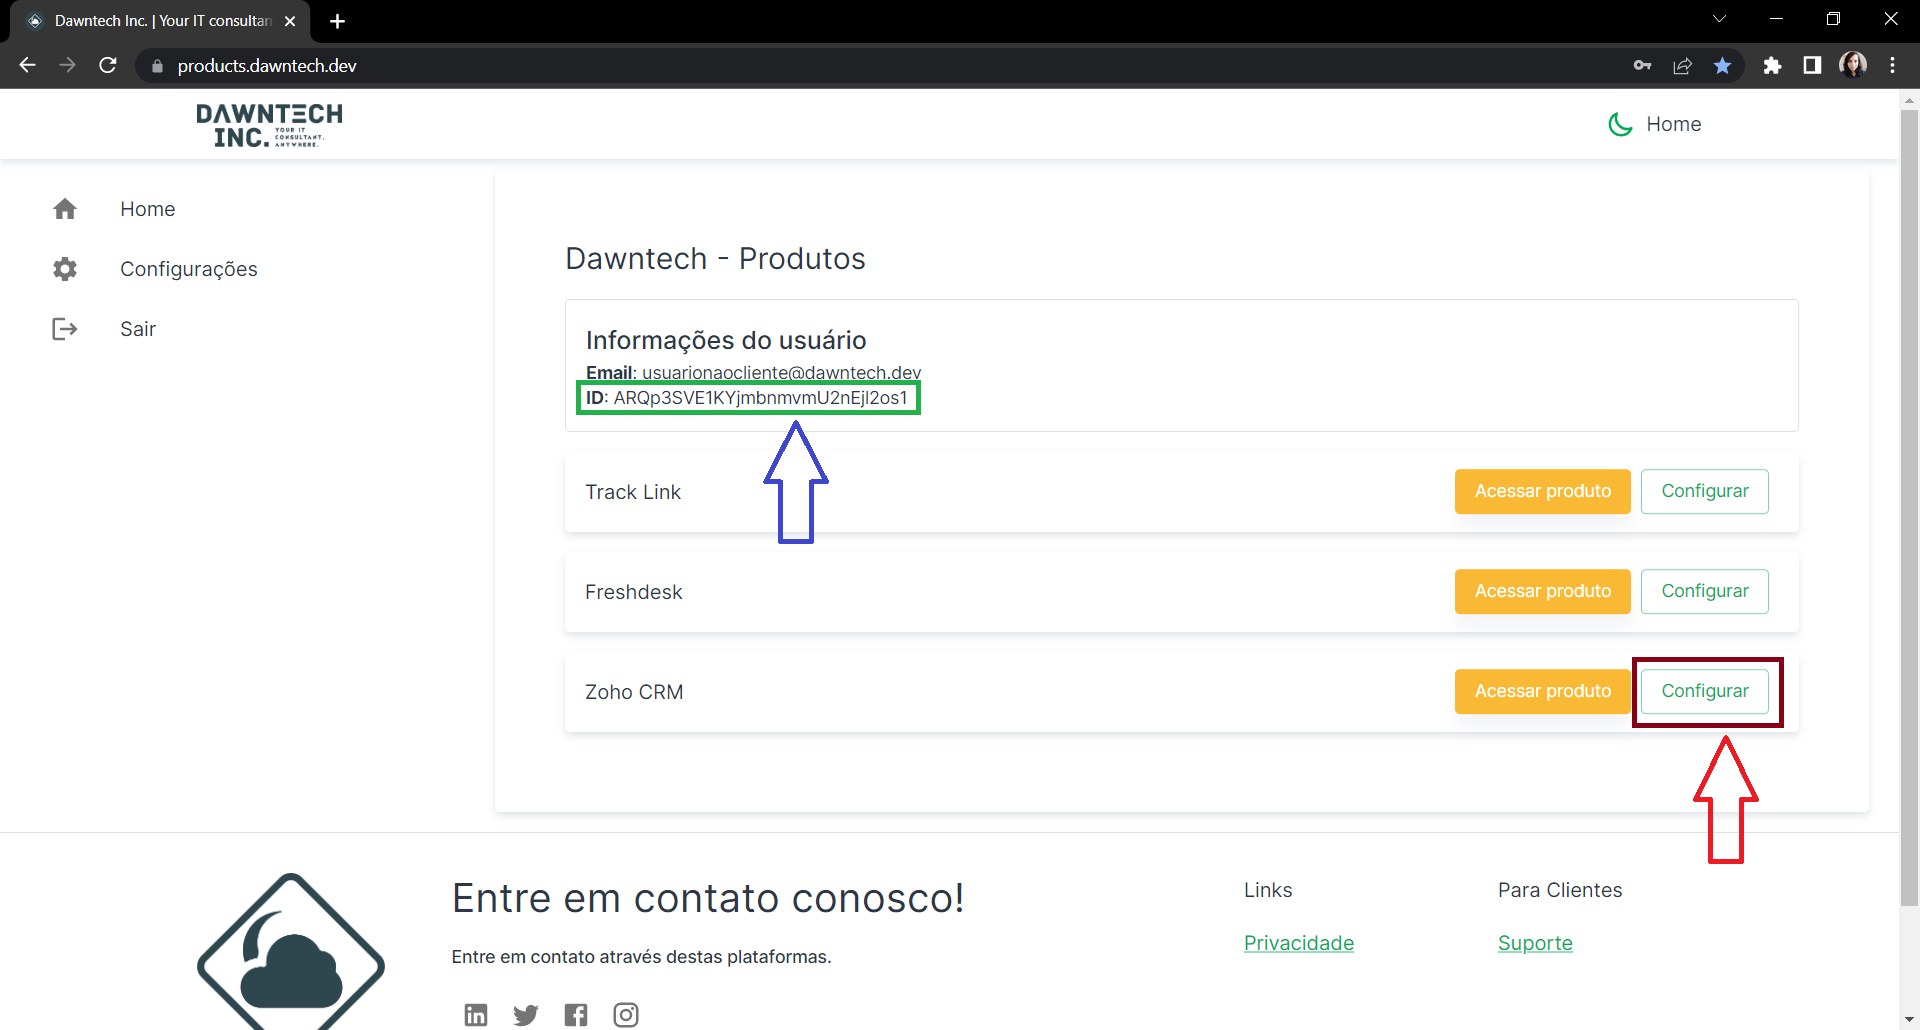 Dawntech Inc. | Your IT consultan
products.dawntech.dev
DAWNTECH
INC. YOUR IT
CONSULTANT,
ANYWHERE.
Home
Home
Configurações
Sair
Dawntech - Produtos
Informações do usuário
Email: usuarionaocliente@dawntech.dev
ID: ARQp3SVE1KYjmbnmvmU2nEjI2os1
Track Link
Acessar produto
Configurar
Freshdesk
Acessar produto
Configurar
Zoho CRM
Acessar produto
Configurar
Entre em contato conosco!
Entre em contato através destas plataformas.
Links
Privacidade
Para Clientes
Suporte